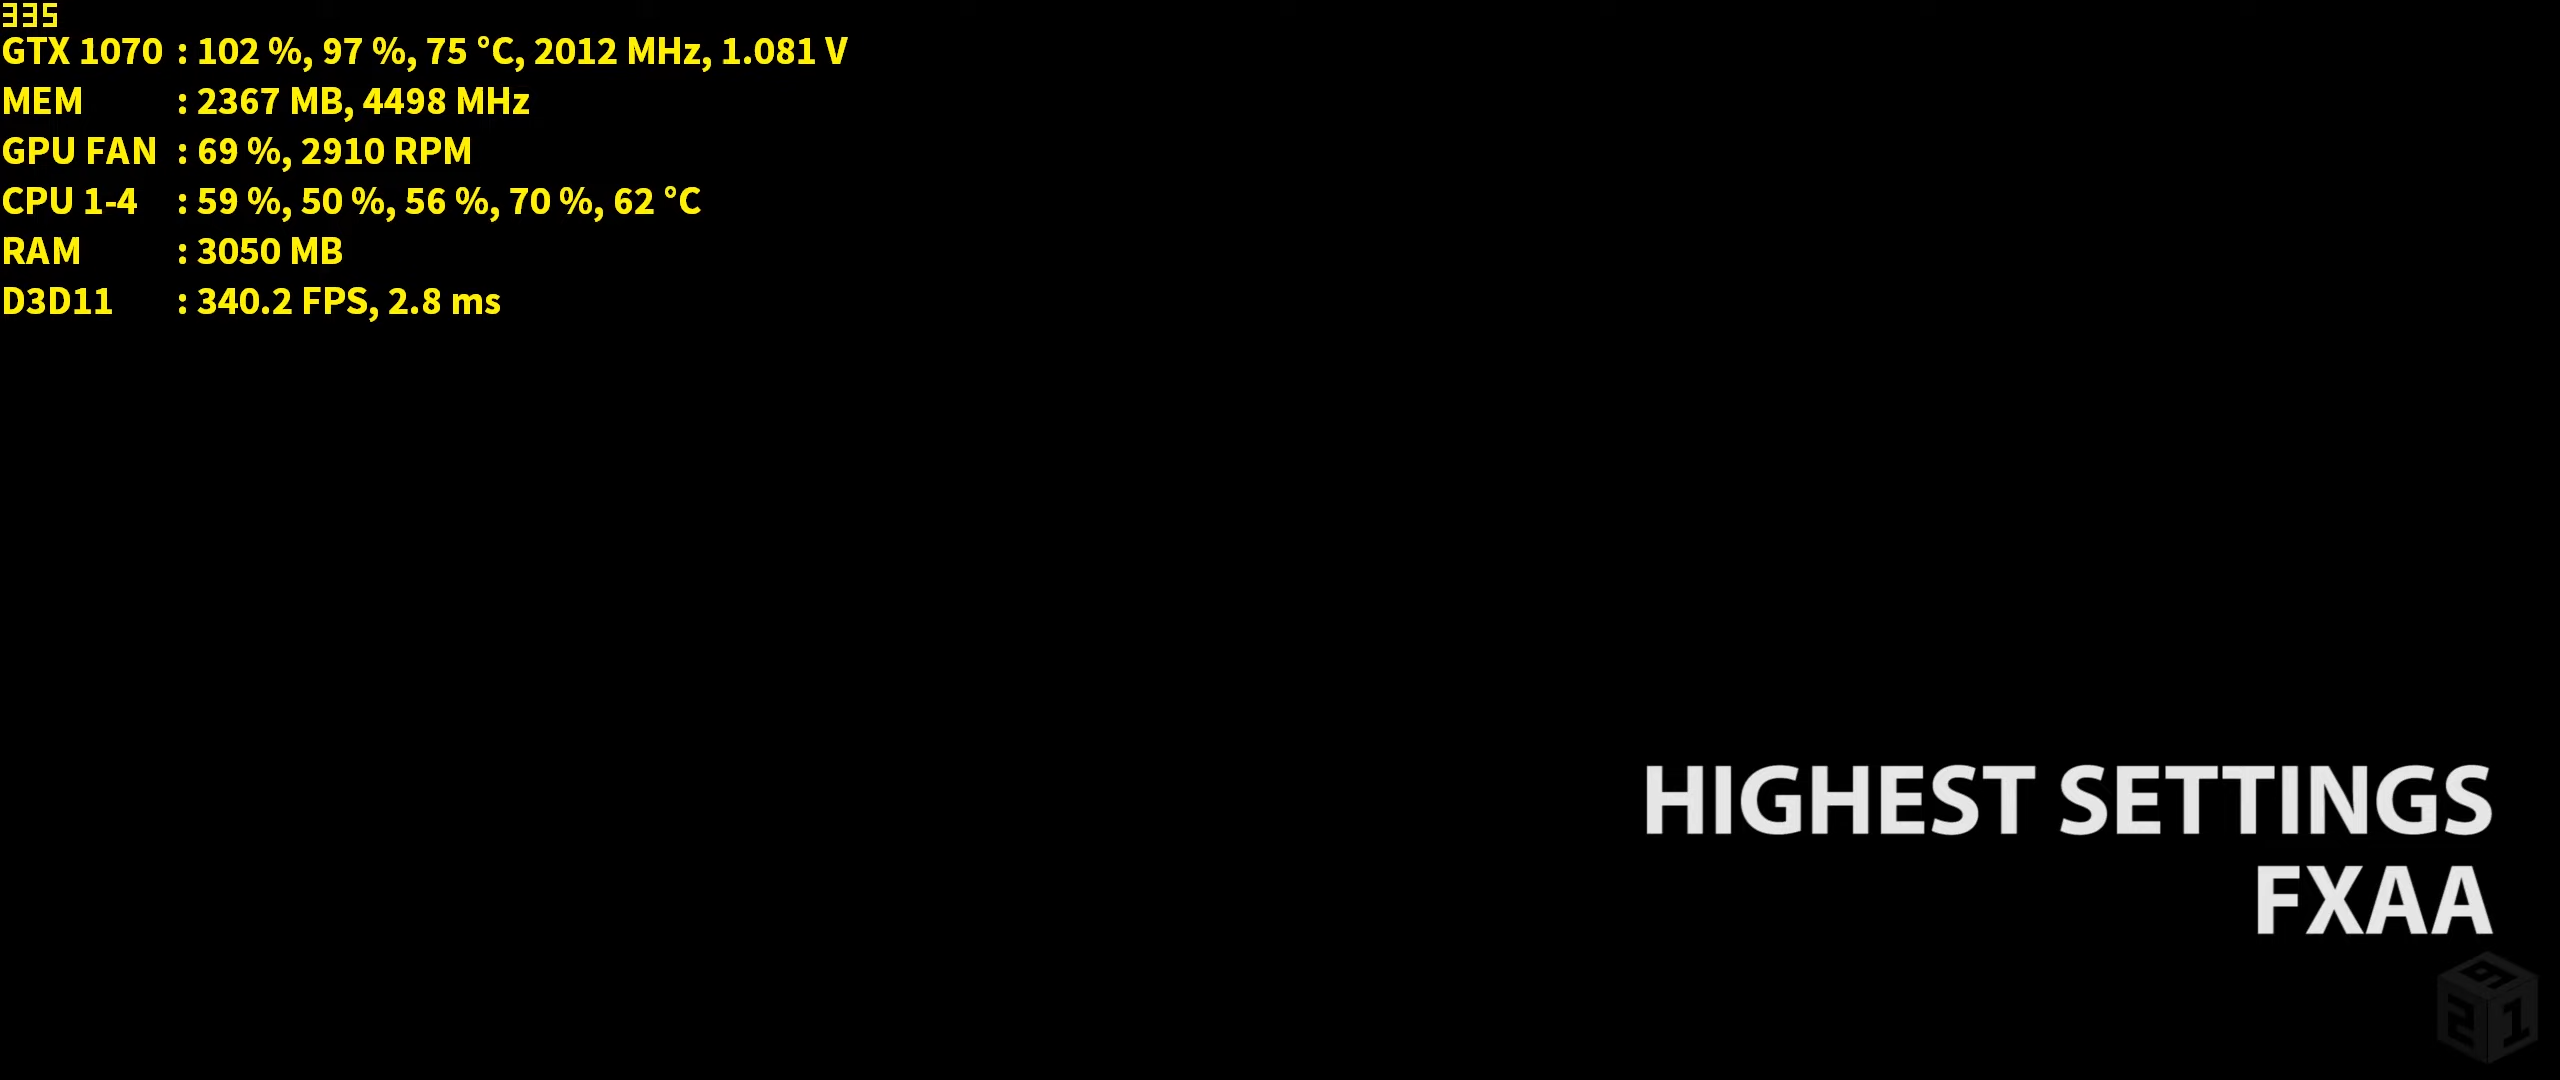 335
GTX 1070 : 102 %, 97 %, 75 °C, 2012 MHz, 1.081 V
MEM : 2367 MB, 4498 MHz
GPU FAN : 69 %, 2910 RPM
CPU 1-4 : 59 %, 50 %, 56 %, 70 %, 62 °C
RAM : 3050 MB
D3D11 : 340.2 FPS, 2.8 ms
HIGHEST SETTINGS
FXAA
9
21